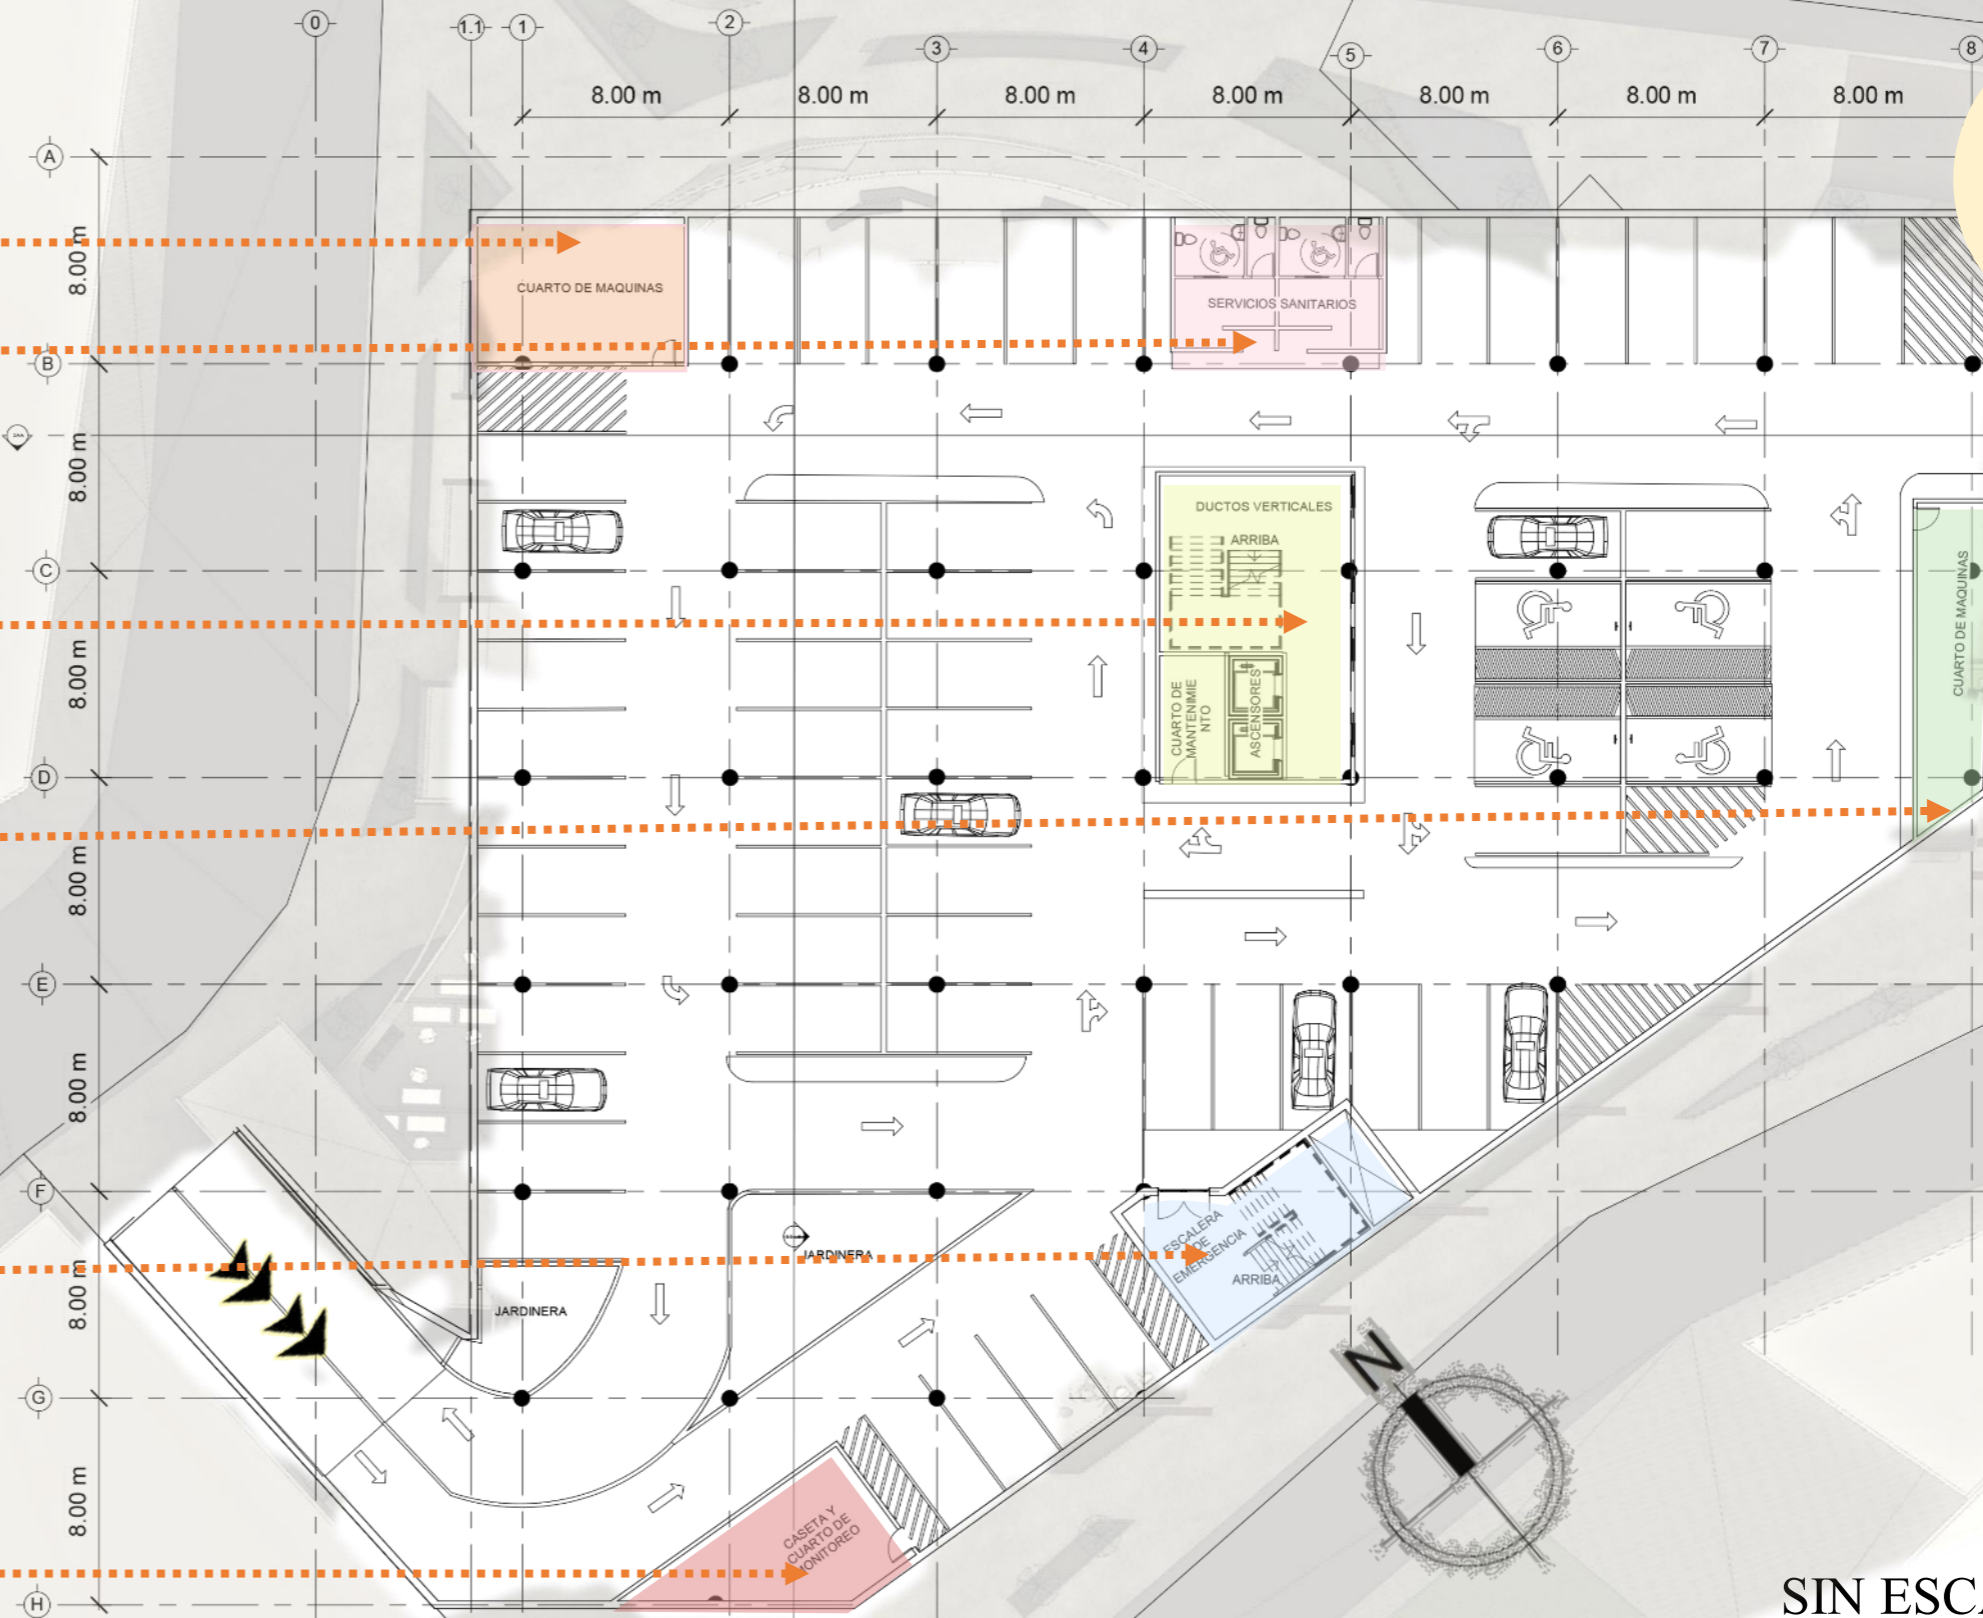 0
1.1
1
2
3
4
5
6
7
8
8.00 m
8.00 m
8.00 m
8.00 m
8.00 m
8.00 m
8.00 m
A
8.00 m
B
8.00 m
C
8.00 m
D
8.00 m
E
8.00 m
F
8.00 m
G
8.00 m
H
CUARTO DE MAQUINAS
SERVICIOS SANITARIOS
DUCTOS VERTICALES
ARRIBA
CUARTO DE
MANTENIMIE
NTO
ASCENSORES
CUARTO DE MAQUINAS
ESCALERA
DE
EMERGENCIA
ARRIBA
JARDINERA
JARDINERA
CASETA Y
CUARTO DE
MONITOREO
N
SIN ESC